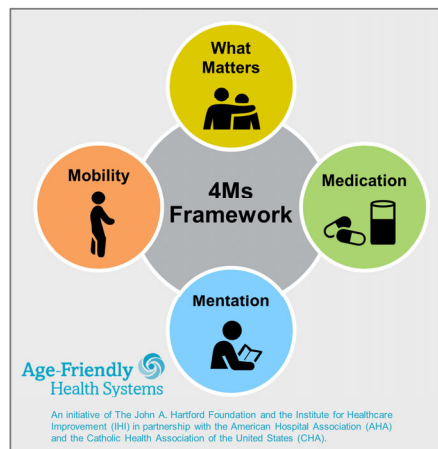 What
Matters
Mobility
4Ms
Framework
Medication
Mentation
Age-Friendly
Health Systems
An initiative of The John A. Hartford Foundation and the Institute for Healthcare
Improvement (IHI) in partnership with the American Hospital Association (AHA)
and the Catholic Health Association of the United States (CHA).